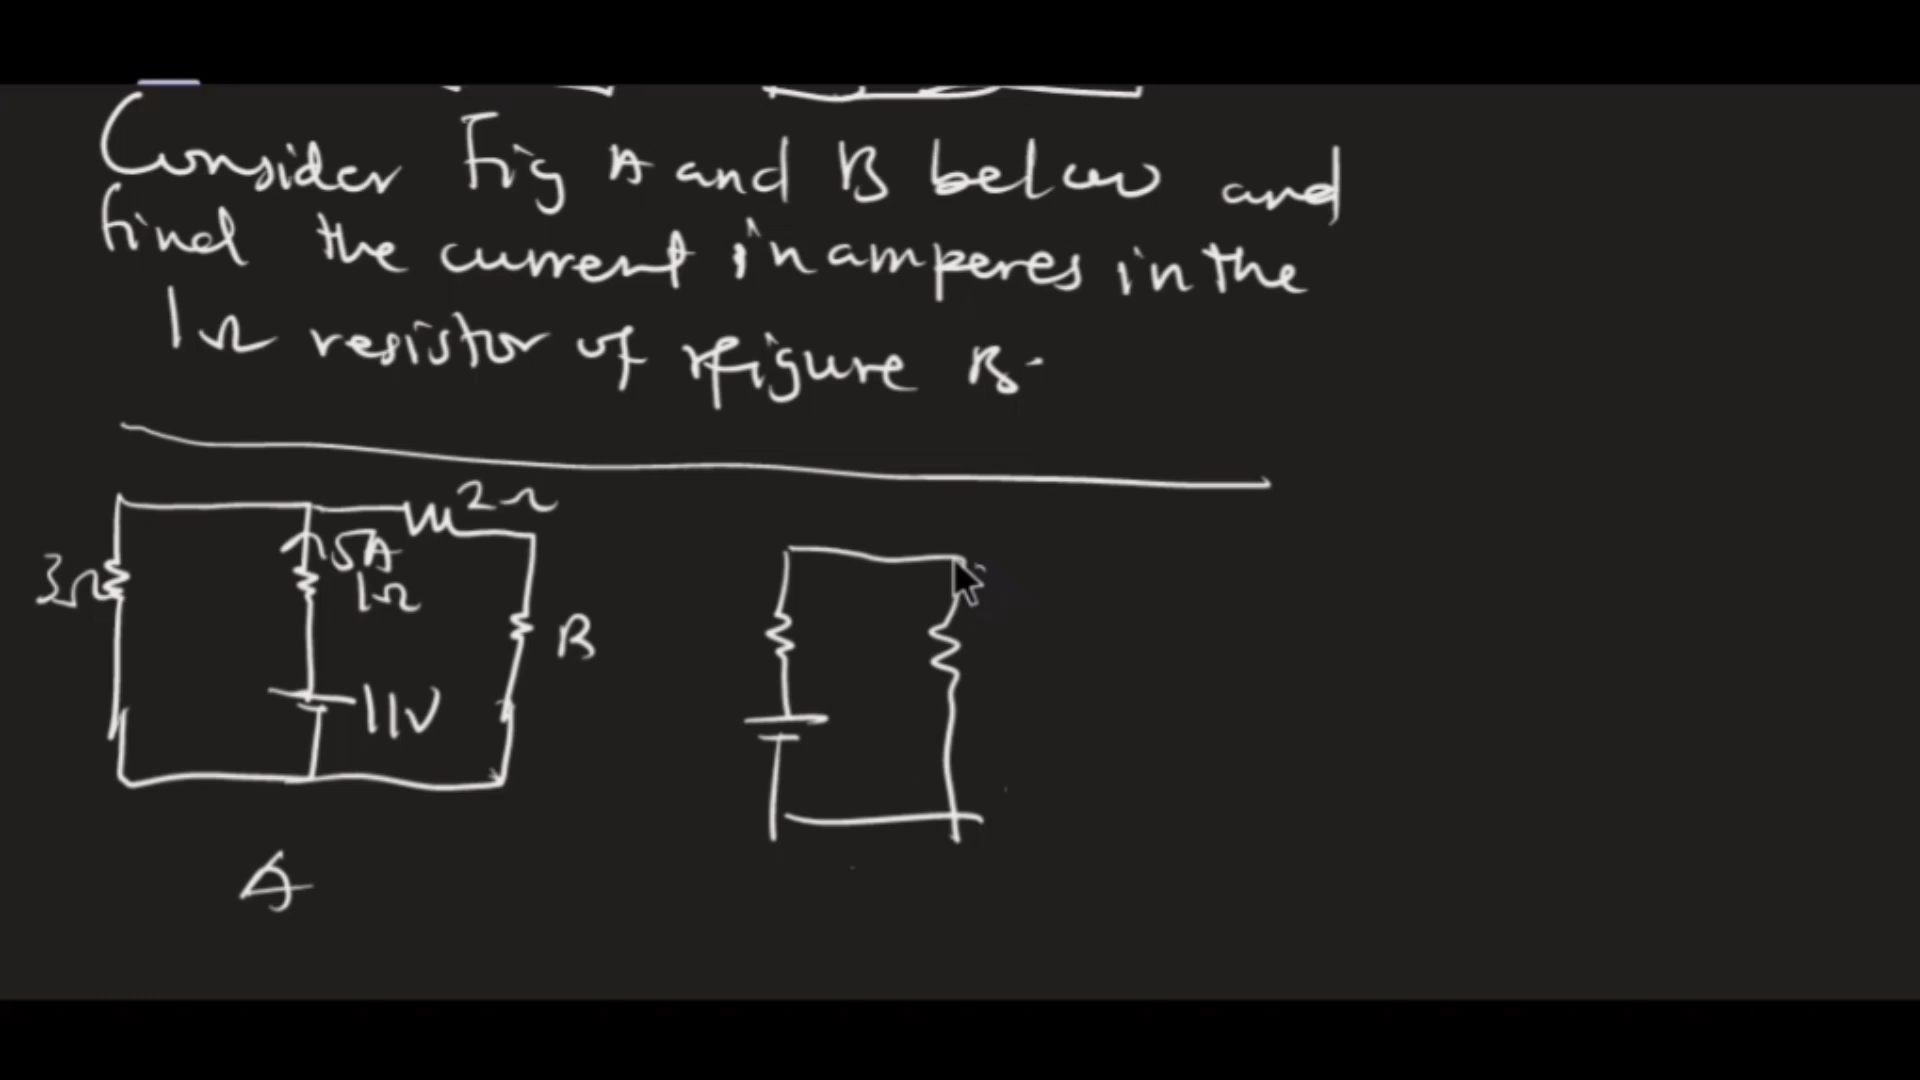 Consider Fig A and B below and
find the current in amperes in the
1Ω resistor of figure B.
2Ω
5A
3Ω
1Ω
B
11V
A